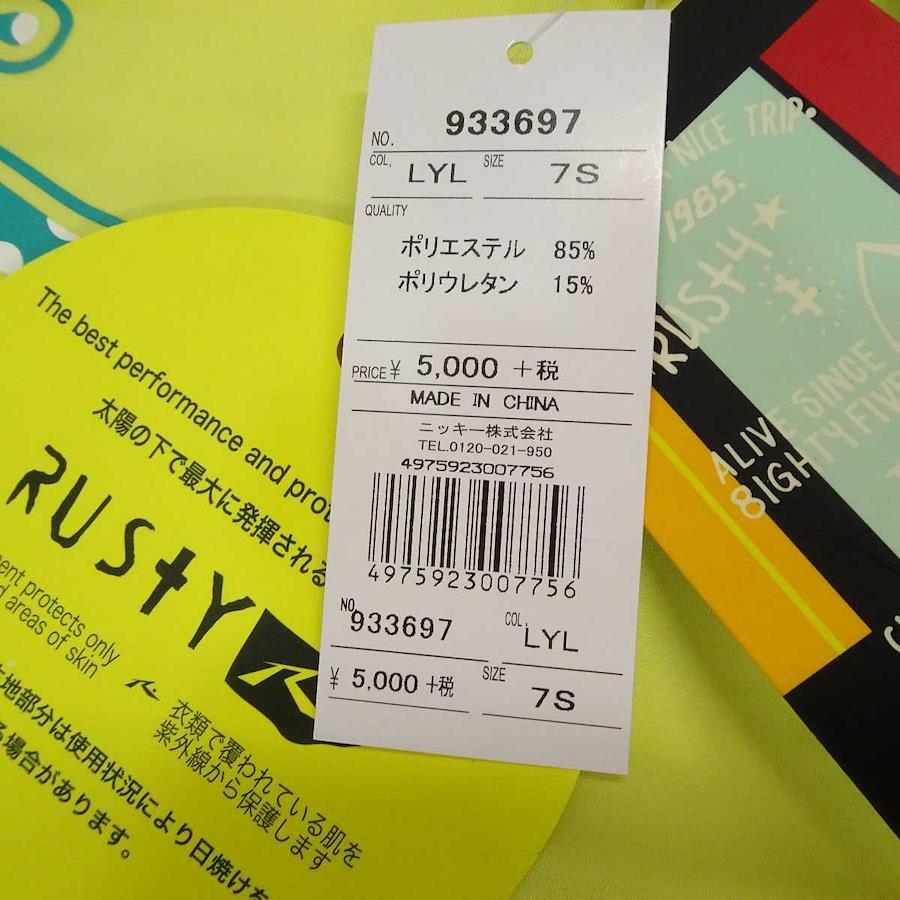 NO. 933697
COL, LYL SIZE 7S
QUALITY
ポリエステル 85%
ポリウレタン 15%
PRICE ¥ 5,000 +税
MADE IN CHINA
ニッキー株式会社
TEL.0120-021-950
4975923007756
4975923007756
NO. 933697 COL, LYL
¥ 5,000 +税 SIZE 7S
The best performance and
太陽の下で最大に発揮される
RUSTY
protects only
areas of skin
衣類で覆われている肌を
紫外線から保護します
地部分は使用状況により日焼けを
場合があります。
NICE TRIP.
1985.
RUSTY
ALIVE SINCE
8IGHTY FIV